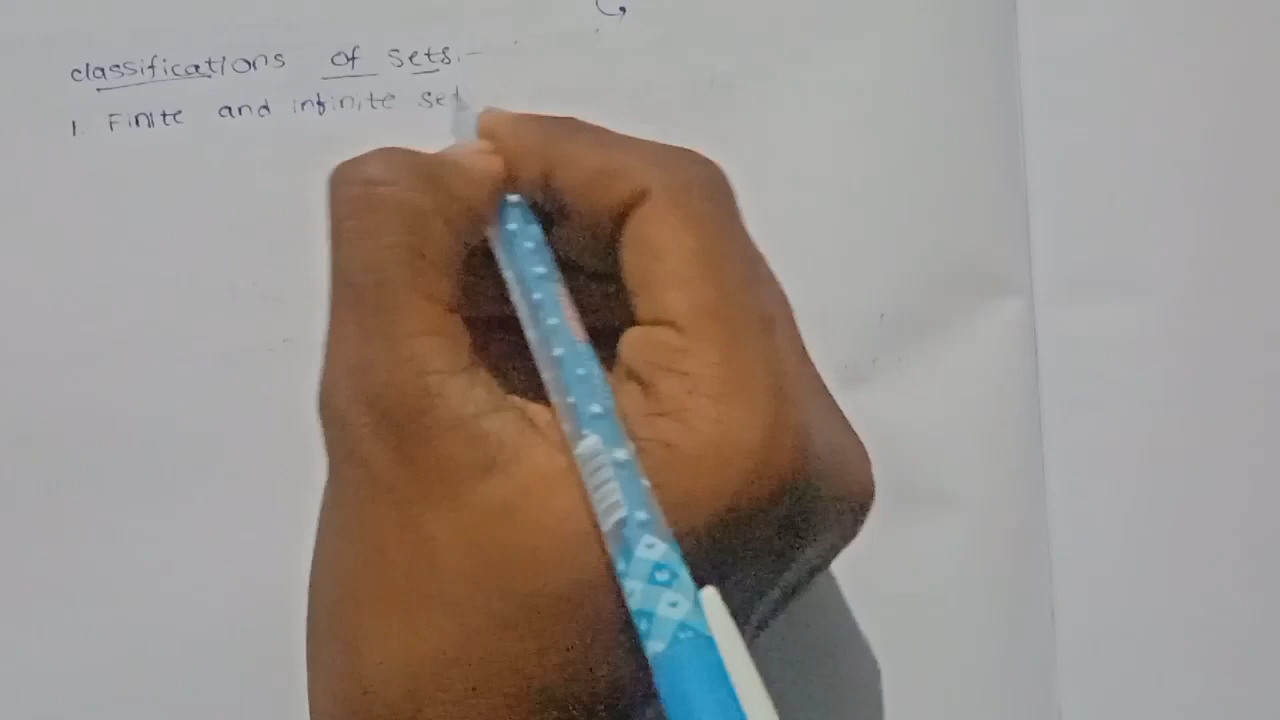 classifications of sets.-
1. Finite and infinite set